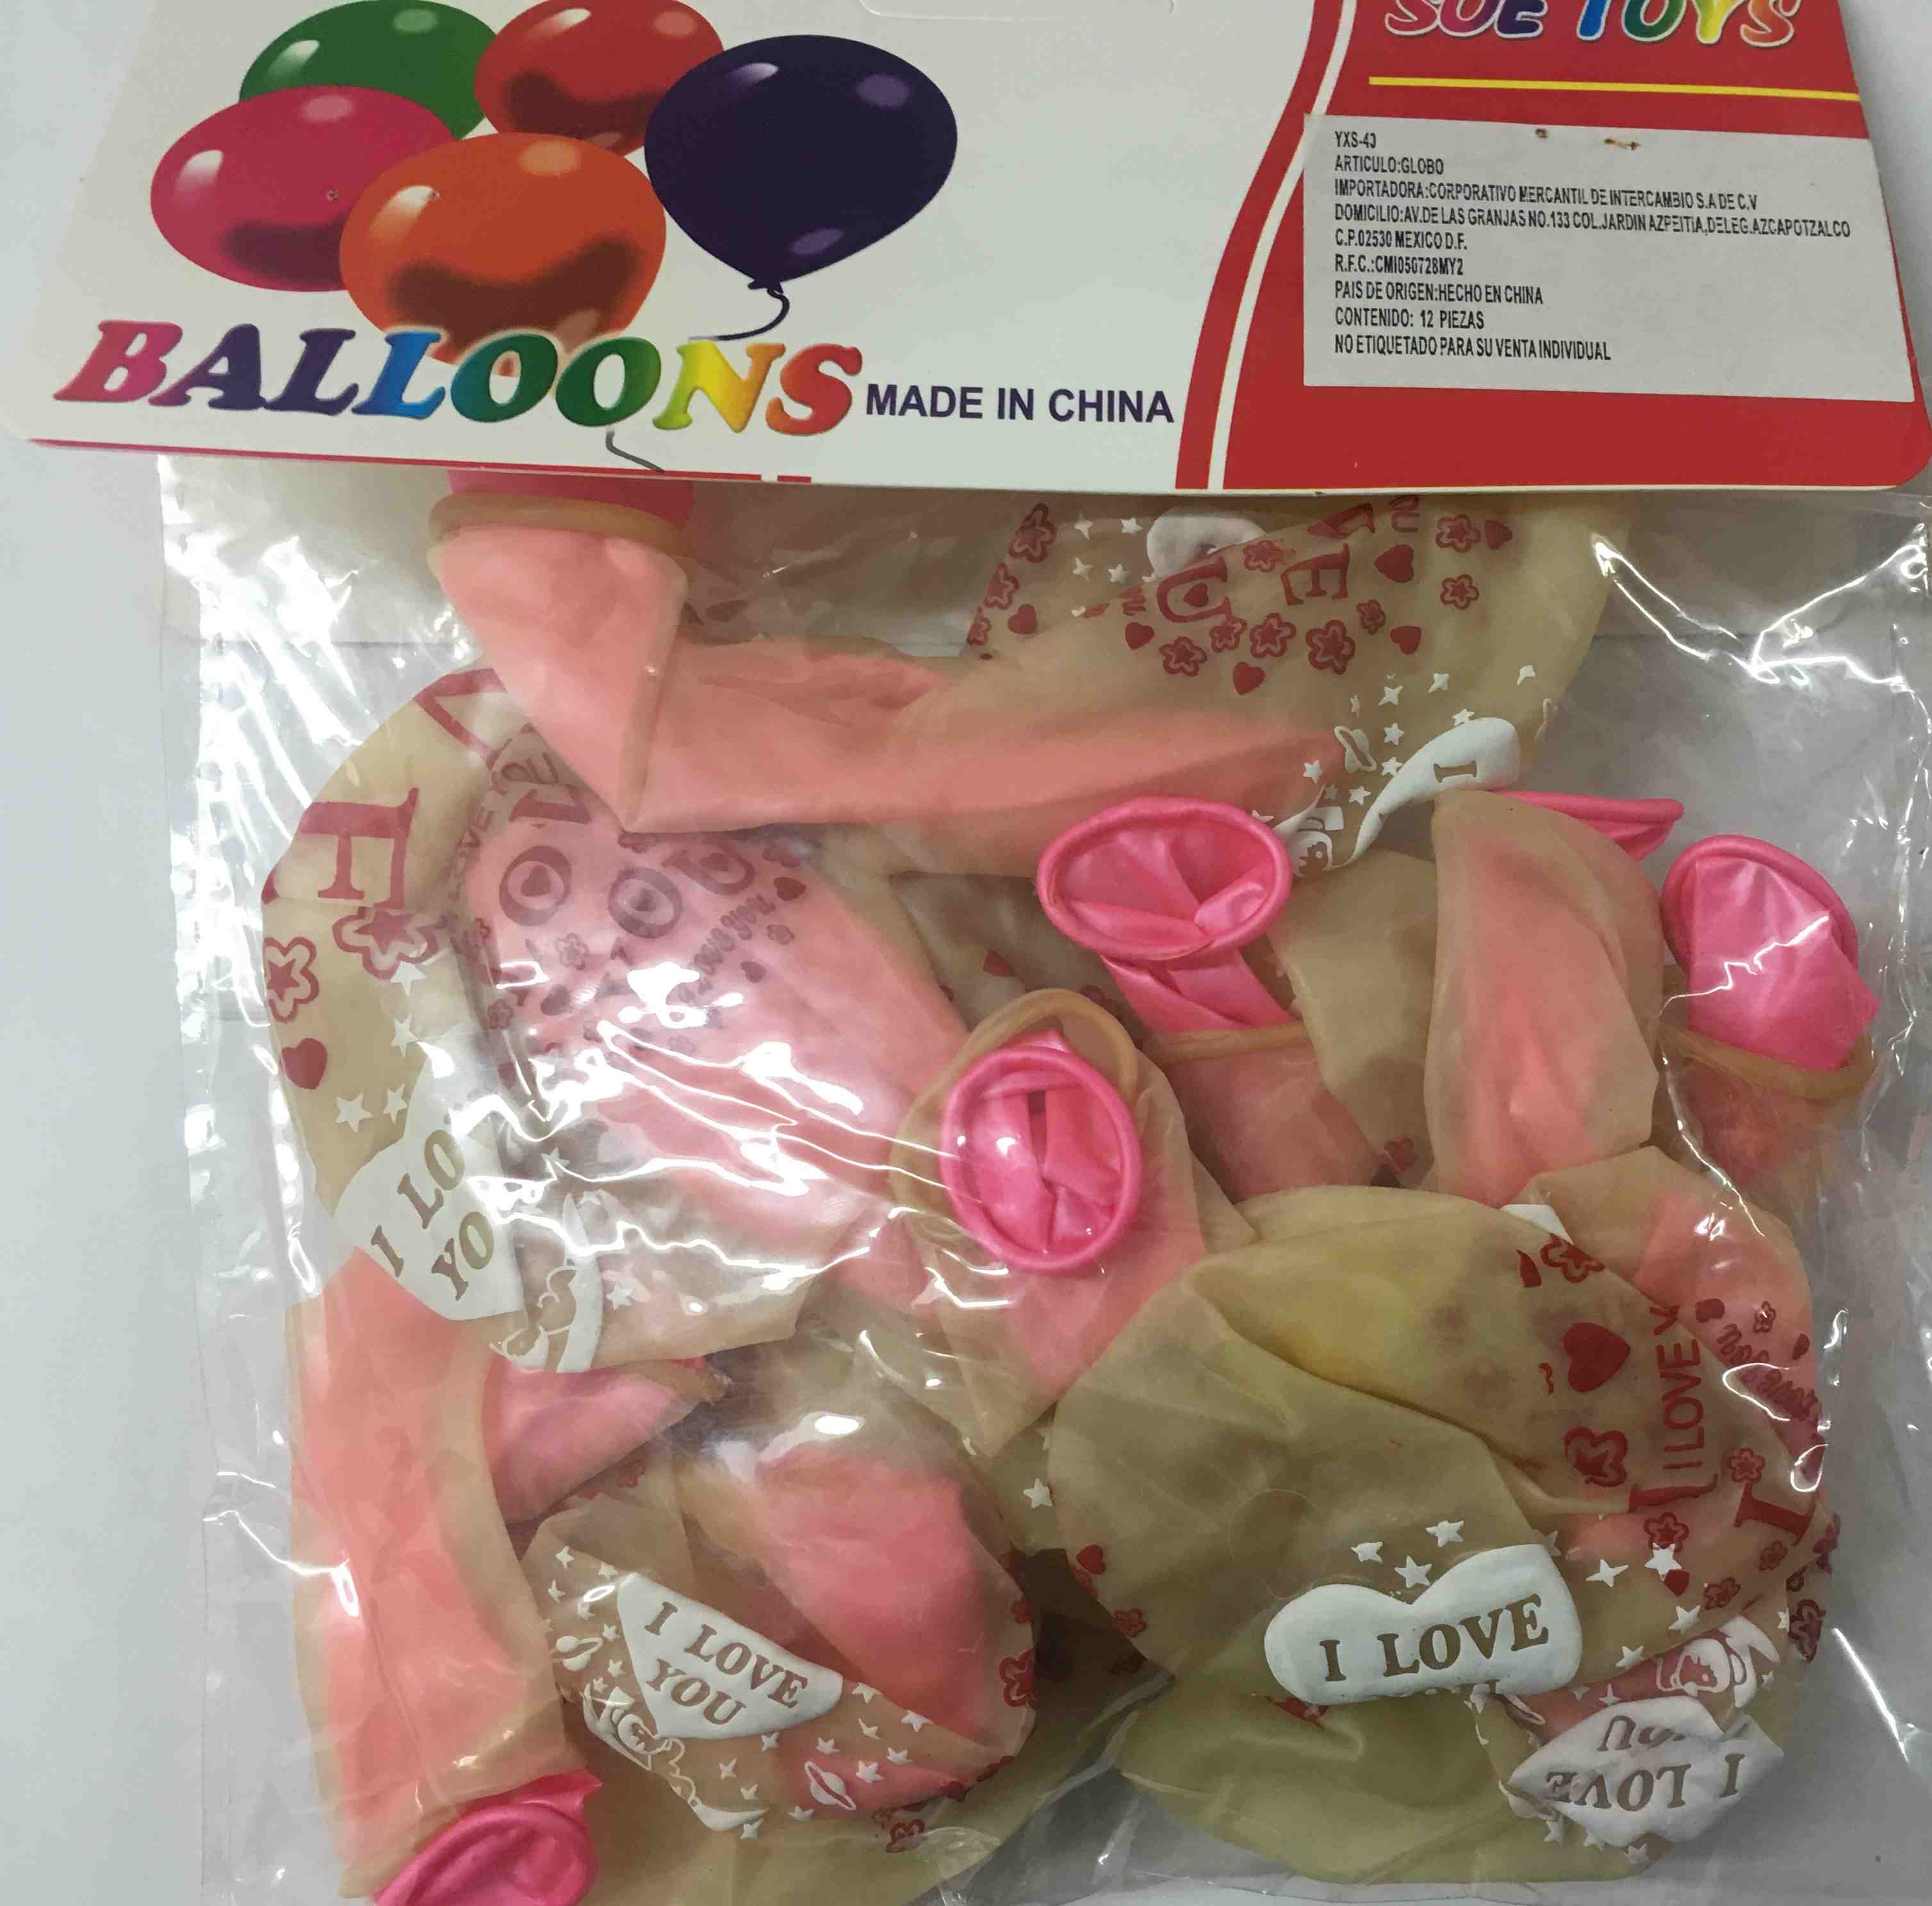 SUE TOYS
YXS-43
ARTICULO:GLOBO
IMPORTADORA:CORPORATIVO MERCANTIL DE INTERCAMBIO S.A DE C,V
DOMICILIO:AV.DE LAS GRANJAS NO.133 COL.JARDIN AZPEITIA,DELEG.AZCAPOTZALCO
C.P.02530 MEXICO D.F.
R.F.C.:CMI050728MY2
PAIS DE ORIGEN:HECHO EN CHINA
CONTENIDO: 12 PIEZAS
NO ETIQUETADO PARA SU VENTA INDIVIDUAL
BALLOONS MADE IN CHINA
I LO
YO
I LOVE
I LOVE
YOU
I LOVE
I LOVE